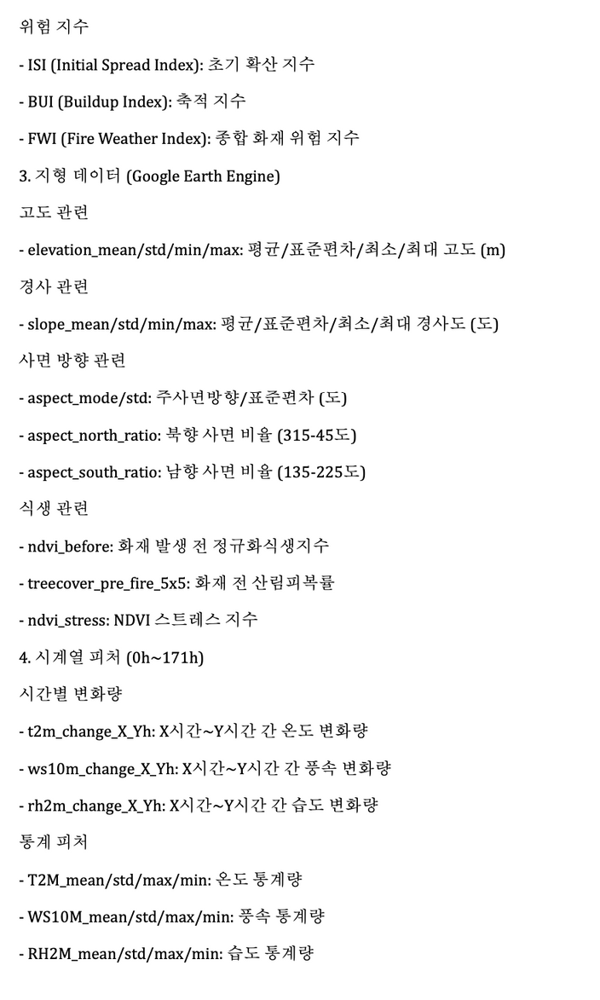 위험 지수
- ISI (Initial Spread Index): 초기 확산 지수
- BUI (Buildup Index): 축적 지수
- FWI (Fire Weather Index): 종합 화재 위험 지수
3. 지형 데이터 (Google Earth Engine)
고도 관련
- elevation_mean/std/min/max: 평균/표준편차/최소/최대 고도 (m)
경사 관련
- slope_mean/std/min/max: 평균/표준편차/최소/최대 경사도 (도)
사면 방향 관련
- aspect_mode/std: 주사면방향/표준편차 (도)
- aspect_north_ratio: 북향 사면 비율 (315-45도)
- aspect_south_ratio: 남향 사면 비율 (135-225도)
식생 관련
- ndvi_before: 화재 발생 전 정규화식생지수
- treecover_pre_fire_5x5: 화재 전 산림피복률
- ndvi_stress: NDVI 스트레스 지수
4. 시계열 피처 (0h~171h)
시간별 변화량
- t2m_change_X_Yh: X시간~Y시간 간 온도 변화량
- ws10m_change_X_Yh: X시간~Y시간 간 풍속 변화량
- rh2m_change_X_Yh: X시간~Y시간 간 습도 변화량
통계 피처
- T2M_mean/std/max/min: 온도 통계량
- WS10M_mean/std/max/min: 풍속 통계량
- RH2M_mean/std/max/min: 습도 통계량